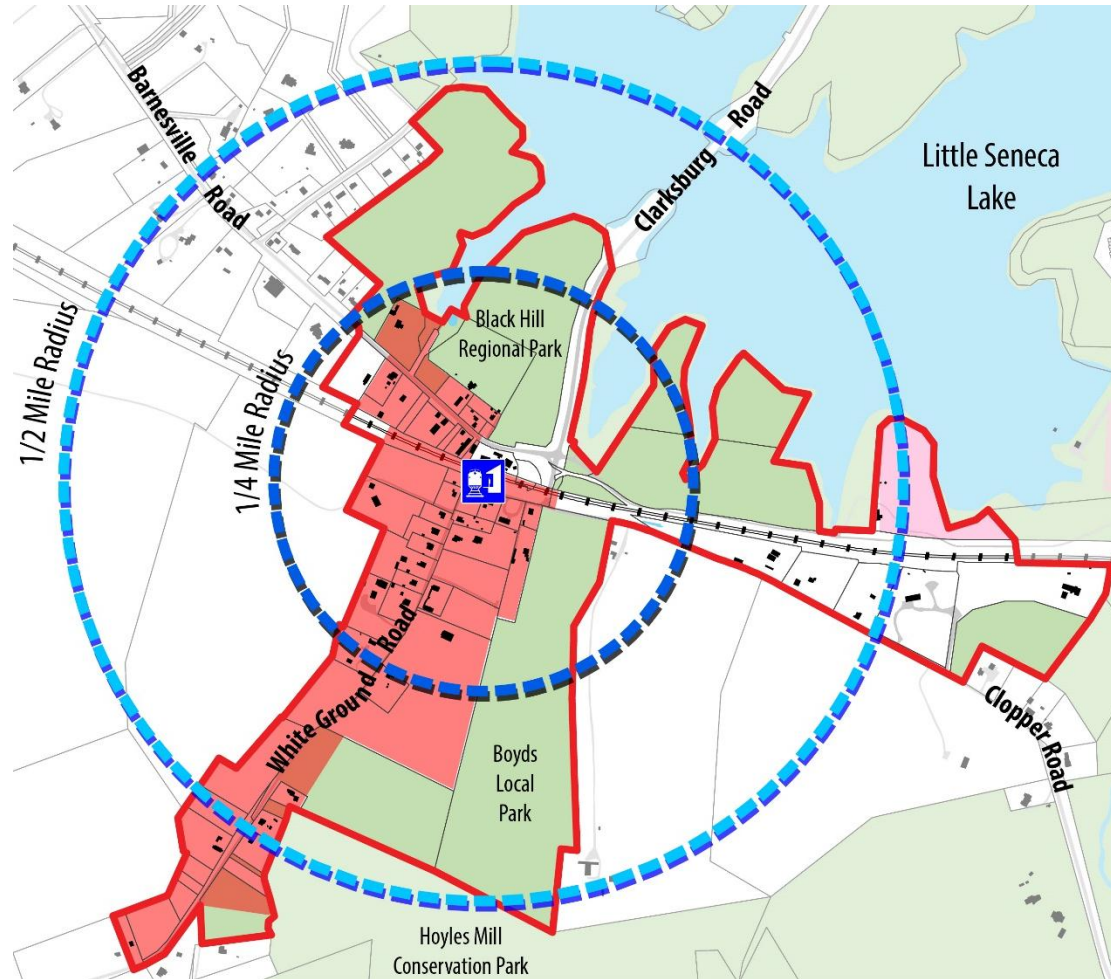 Barnesville
Road
Clarksburg Road
Little Seneca
Lake
1/2 Mile Radius
1/4 Mile Radius
Black Hill
Regional Park
White Ground Road
Boyds
Local
Park
Clopper Road
Hoyles Mill
Conservation Park